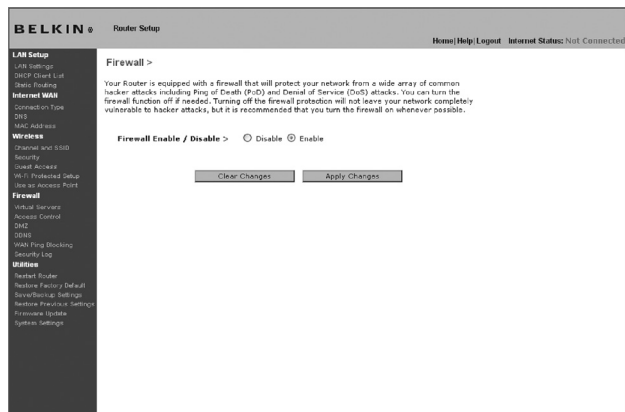 BELKIN
Router Setup
Home|Help|Logout Internet Status: Not Connected
LAN Setup
LAN Settings
DHCP Client List
Static Routing
Internet WAN
Connection Type
DNS
MAC Address
Wireless
Channel and SSID
Security
Guest Access
Wi-Fi Protected Setup
Use as Access Point
Firewall
Virtual Servers
Access Control
DMZ
DDNS
WAN Ping Blocking
Security Log
Utilities
Restart Router
Restore Factory Default
Save/Backup Settings
Restore Previous Settings
Firmware Update
System Settings
Firewall >
Your Router is equipped with a firewall that will protect your network from a wide array of common
hacker attacks including Ping of Death (PoD) and Denial of Service (DoS) attacks. You can turn the
firewall function off if needed. Turning off the firewall protection will not leave your network completely
vulnerable to hacker attacks, but it is recommended that you turn the firewall on whenever possible.
Firewall Enable / Disable > Disable Enable
Clear Changes Apply Changes